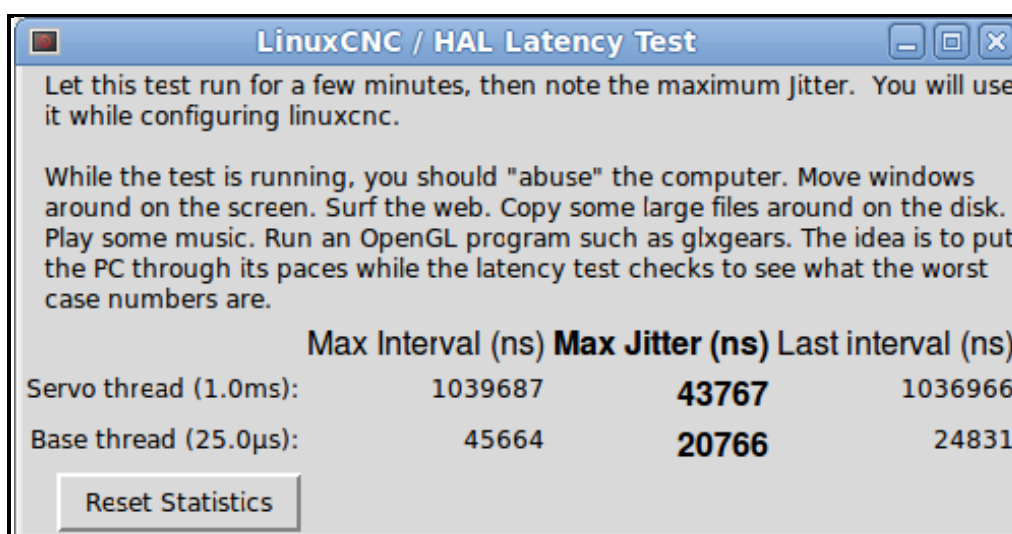 LinuxCNC / HAL Latency Test
Let this test run for a few minutes, then note the maximum Jitter. You will use
it while configuring linuxcnc.
While the test is running, you should "abuse" the computer. Move windows
around on the screen. Surf the web. Copy some large files around on the disk.
Play some music. Run an OpenGL program such as glxgears. The idea is to put
the PC through its paces while the latency test checks to see what the worst
case numbers are.
Max Interval (ns) Max Jitter (ns) Last interval (ns)
Servo thread (1.0ms): 1039687 43767 1036966
Base thread (25.0µs): 45664 20766 24831
Reset Statistics